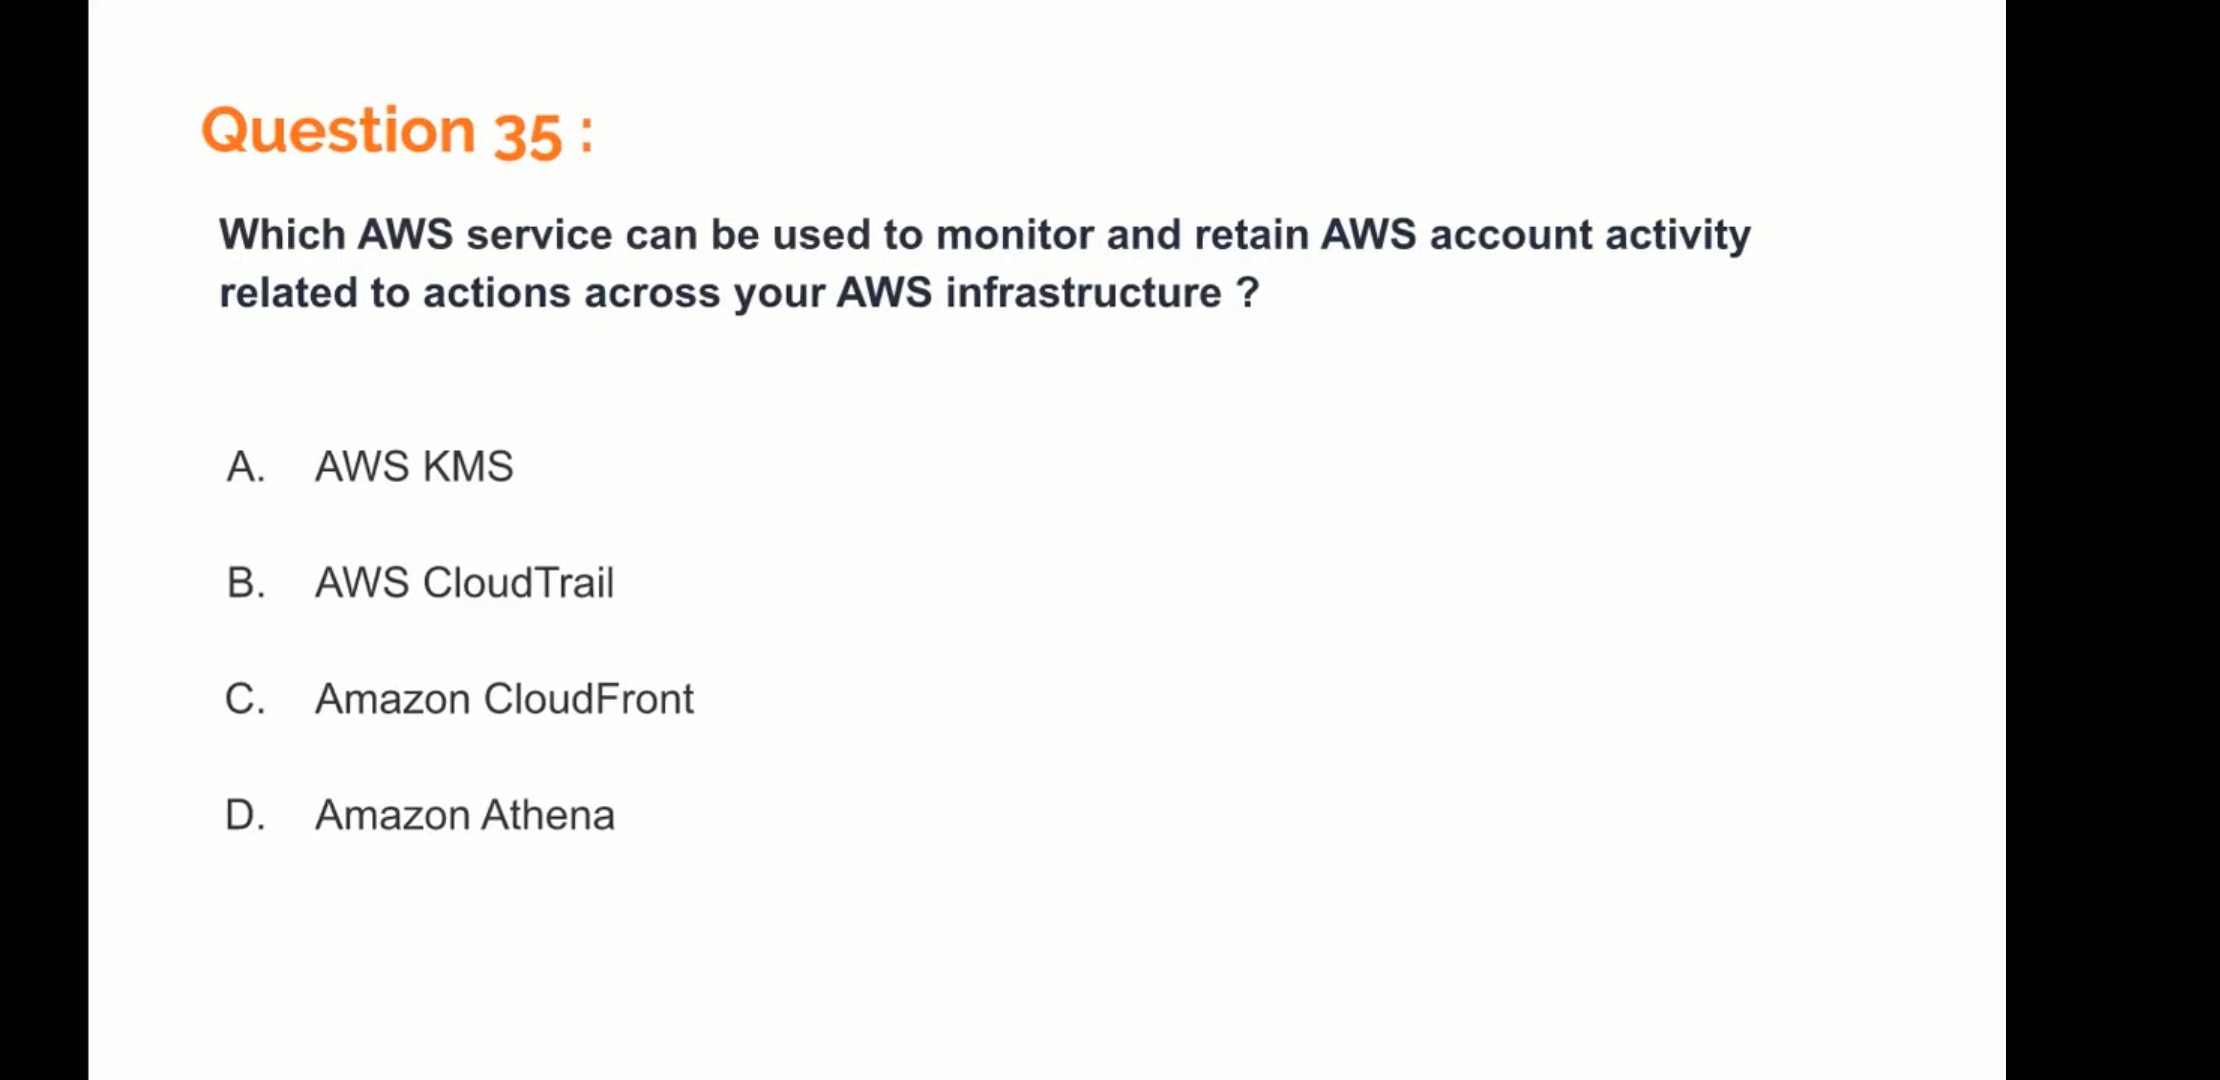 Question 35 :
Which AWS service can be used to monitor and retain AWS account activity
related to actions across your AWS infrastructure ?
A. AWS KMS
B. AWS CloudTrail
C. Amazon CloudFront
D. Amazon Athena